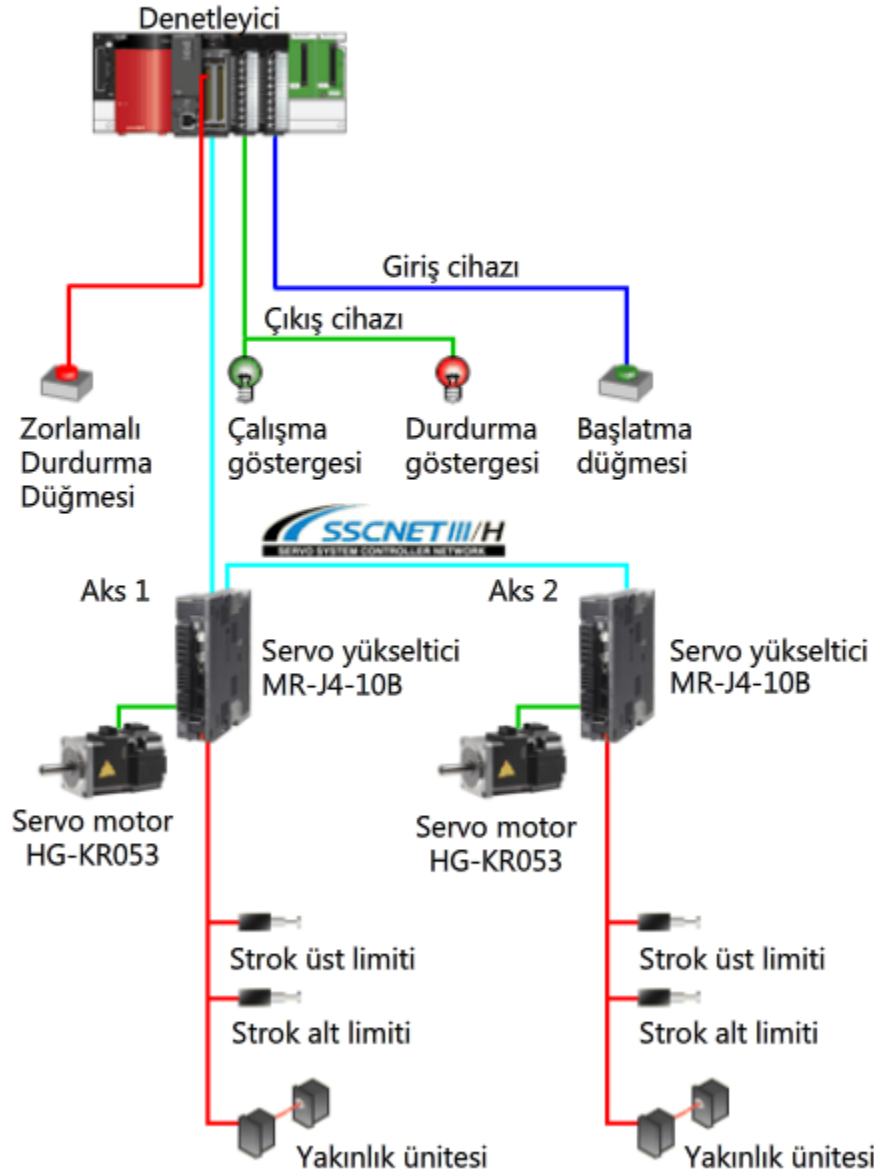 Denetleyici
Giriş cihazı
Çıkış cihazı
Zorlamalı
Durdurma
Düğmesi
Çalışma
göstergesi
Durdurma
göstergesi
Başlatma
düğmesi
SSCNET III/H
SERVO SYSTEM CONTROLLER NETWORK
Aks 1
Aks 2
Servo yükseltici
MR-J4-10B
Servo yükseltici
MR-J4-10B
Servo motor
HG-KR053
Servo motor
HG-KR053
Strok üst limiti
Strok üst limiti
Strok alt limiti
Strok alt limiti
Yakınlık ünitesi
Yakınlık ünitesi